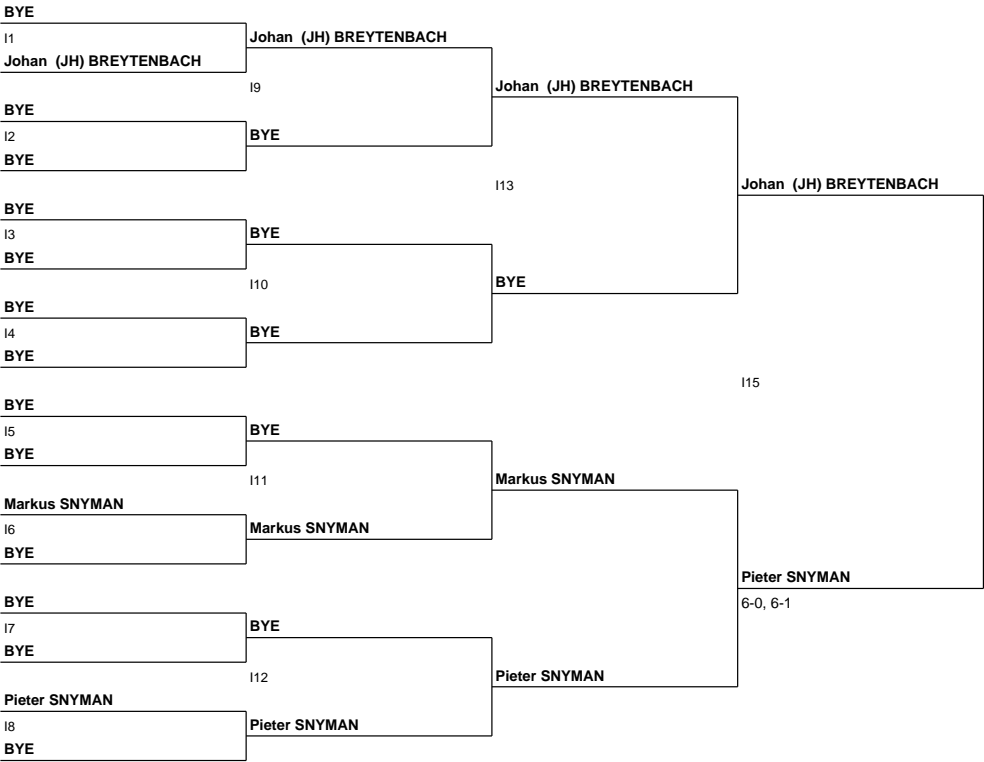 BYE
I1
Johan (JH) BREYTENBACH
Johan (JH) BREYTENBACH
I9
Johan (JH) BREYTENBACH
BYE
I2
BYE
BYE
I13
Johan (JH) BREYTENBACH
BYE
I3
BYE
BYE
I10
BYE
BYE
I4
BYE
BYE
I15
BYE
I5
BYE
BYE
I11
Markus SNYMAN
Markus SNYMAN
I6
BYE
Markus SNYMAN
Pieter SNYMAN
6-0, 6-1
BYE
I7
BYE
BYE
I12
Pieter SNYMAN
Pieter SNYMAN
I8
BYE
Pieter SNYMAN